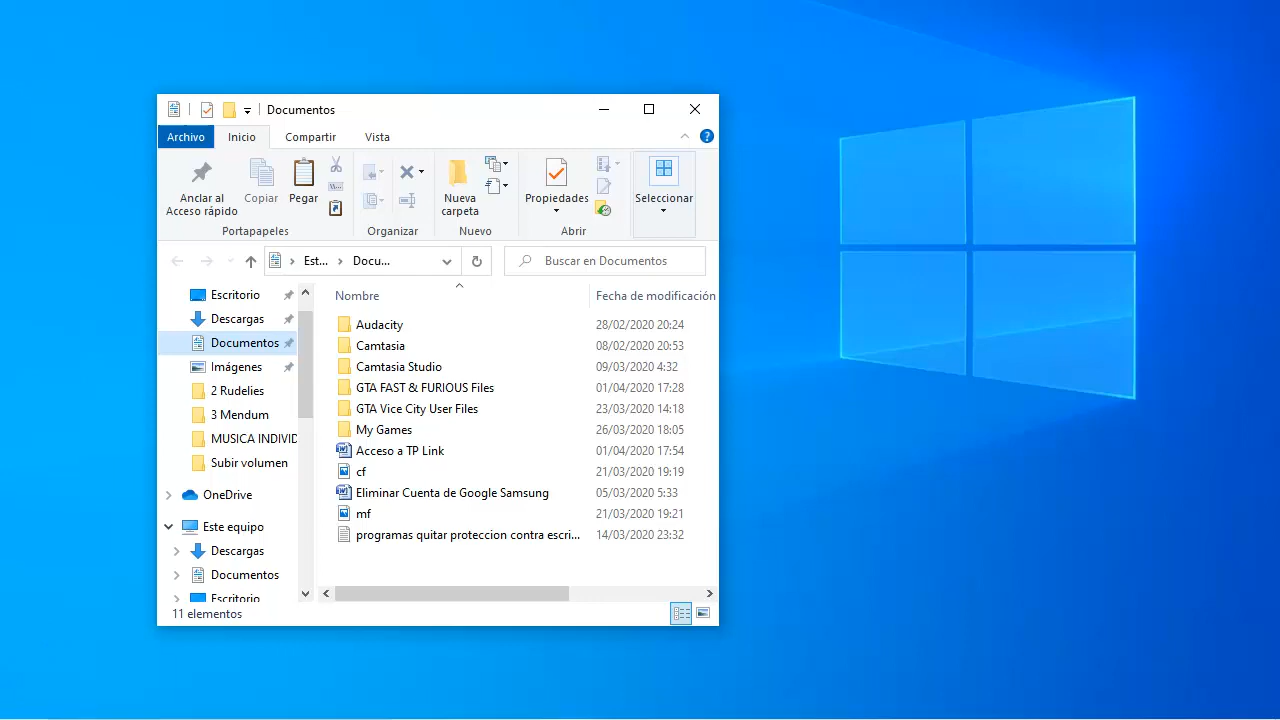 Documentos
Archivo Inicio Compartir Vista
Anclar al Acceso rápido
Copiar
Pegar
Nueva carpeta
Propiedades
Seleccionar
Portapapeles Organizar Nuevo Abrir
Est... Docu... Buscar en Documentos
Escritorio
Descargas
Documentos
Imágenes
2 Rudelies
3 Mendum
MUSICA INDIVID
Subir volumen
OneDrive
Este equipo
Descargas
Documentos
Escritorio
Nombre Fecha de modificación
Audacity 28/02/2020 20:24
Camtasia 08/02/2020 20:53
Camtasia Studio 09/03/2020 4:32
GTA FAST & FURIOUS Files 01/04/2020 17:28
GTA Vice City User Files 23/03/2020 14:18
My Games 26/03/2020 18:05
Acceso a TP Link 01/04/2020 17:54
cf 21/03/2020 19:19
Eliminar Cuenta de Google Samsung 05/03/2020 5:33
mf 21/03/2020 19:21
programas quitar proteccion contra escri... 14/03/2020 23:32
11 elementos